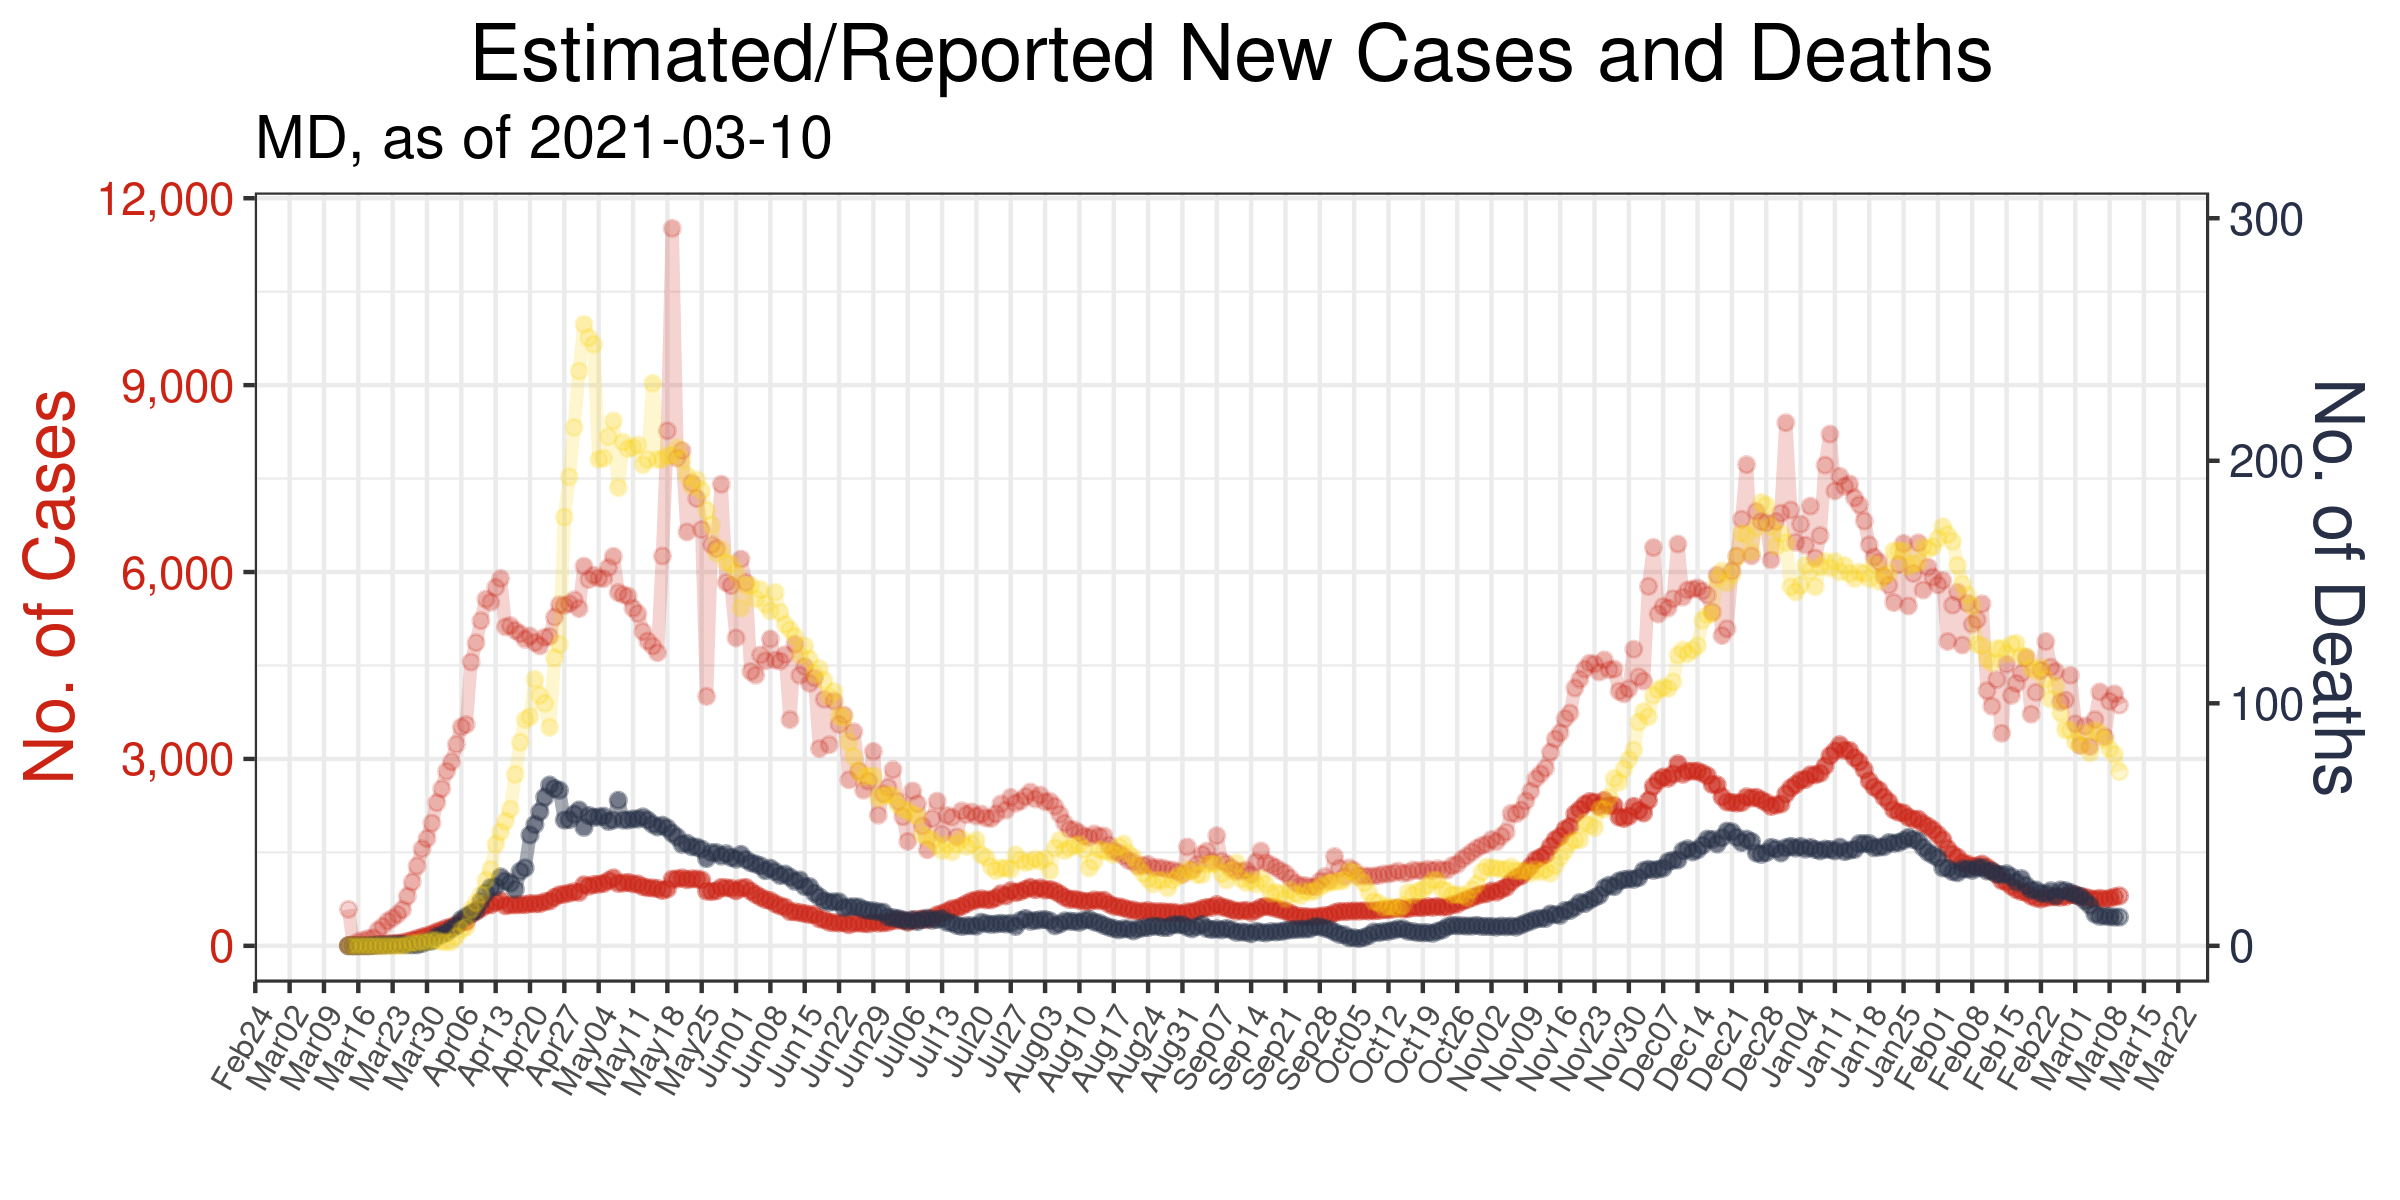 Estimated/Reported New Cases and Deaths
MD, as of 2021-03-10
No. of Cases
12,000
9,000
6,000
3,000
0
300
200
100
0
No. of Deaths
Feb24
Mar02
Mar09
Mar16
Mar23
Mar30
Apr06
Apr13
Apr20
Apr27
May04
May11
May18
May25
Jun01
Jun08
Jun15
Jun22
Jun29
Jul06
Jul13
Jul20
Jul27
Aug03
Aug10
Aug17
Aug24
Aug31
Sep07
Sep14
Sep21
Sep28
Oct05
Oct12
Oct19
Oct26
Nov02
Nov09
Nov16
Nov23
Nov30
Dec07
Dec14
Dec21
Dec28
Jan04
Jan11
Jan18
Jan25
Feb01
Feb08
Feb15
Feb22
Mar01
Mar08
Mar15
Mar22